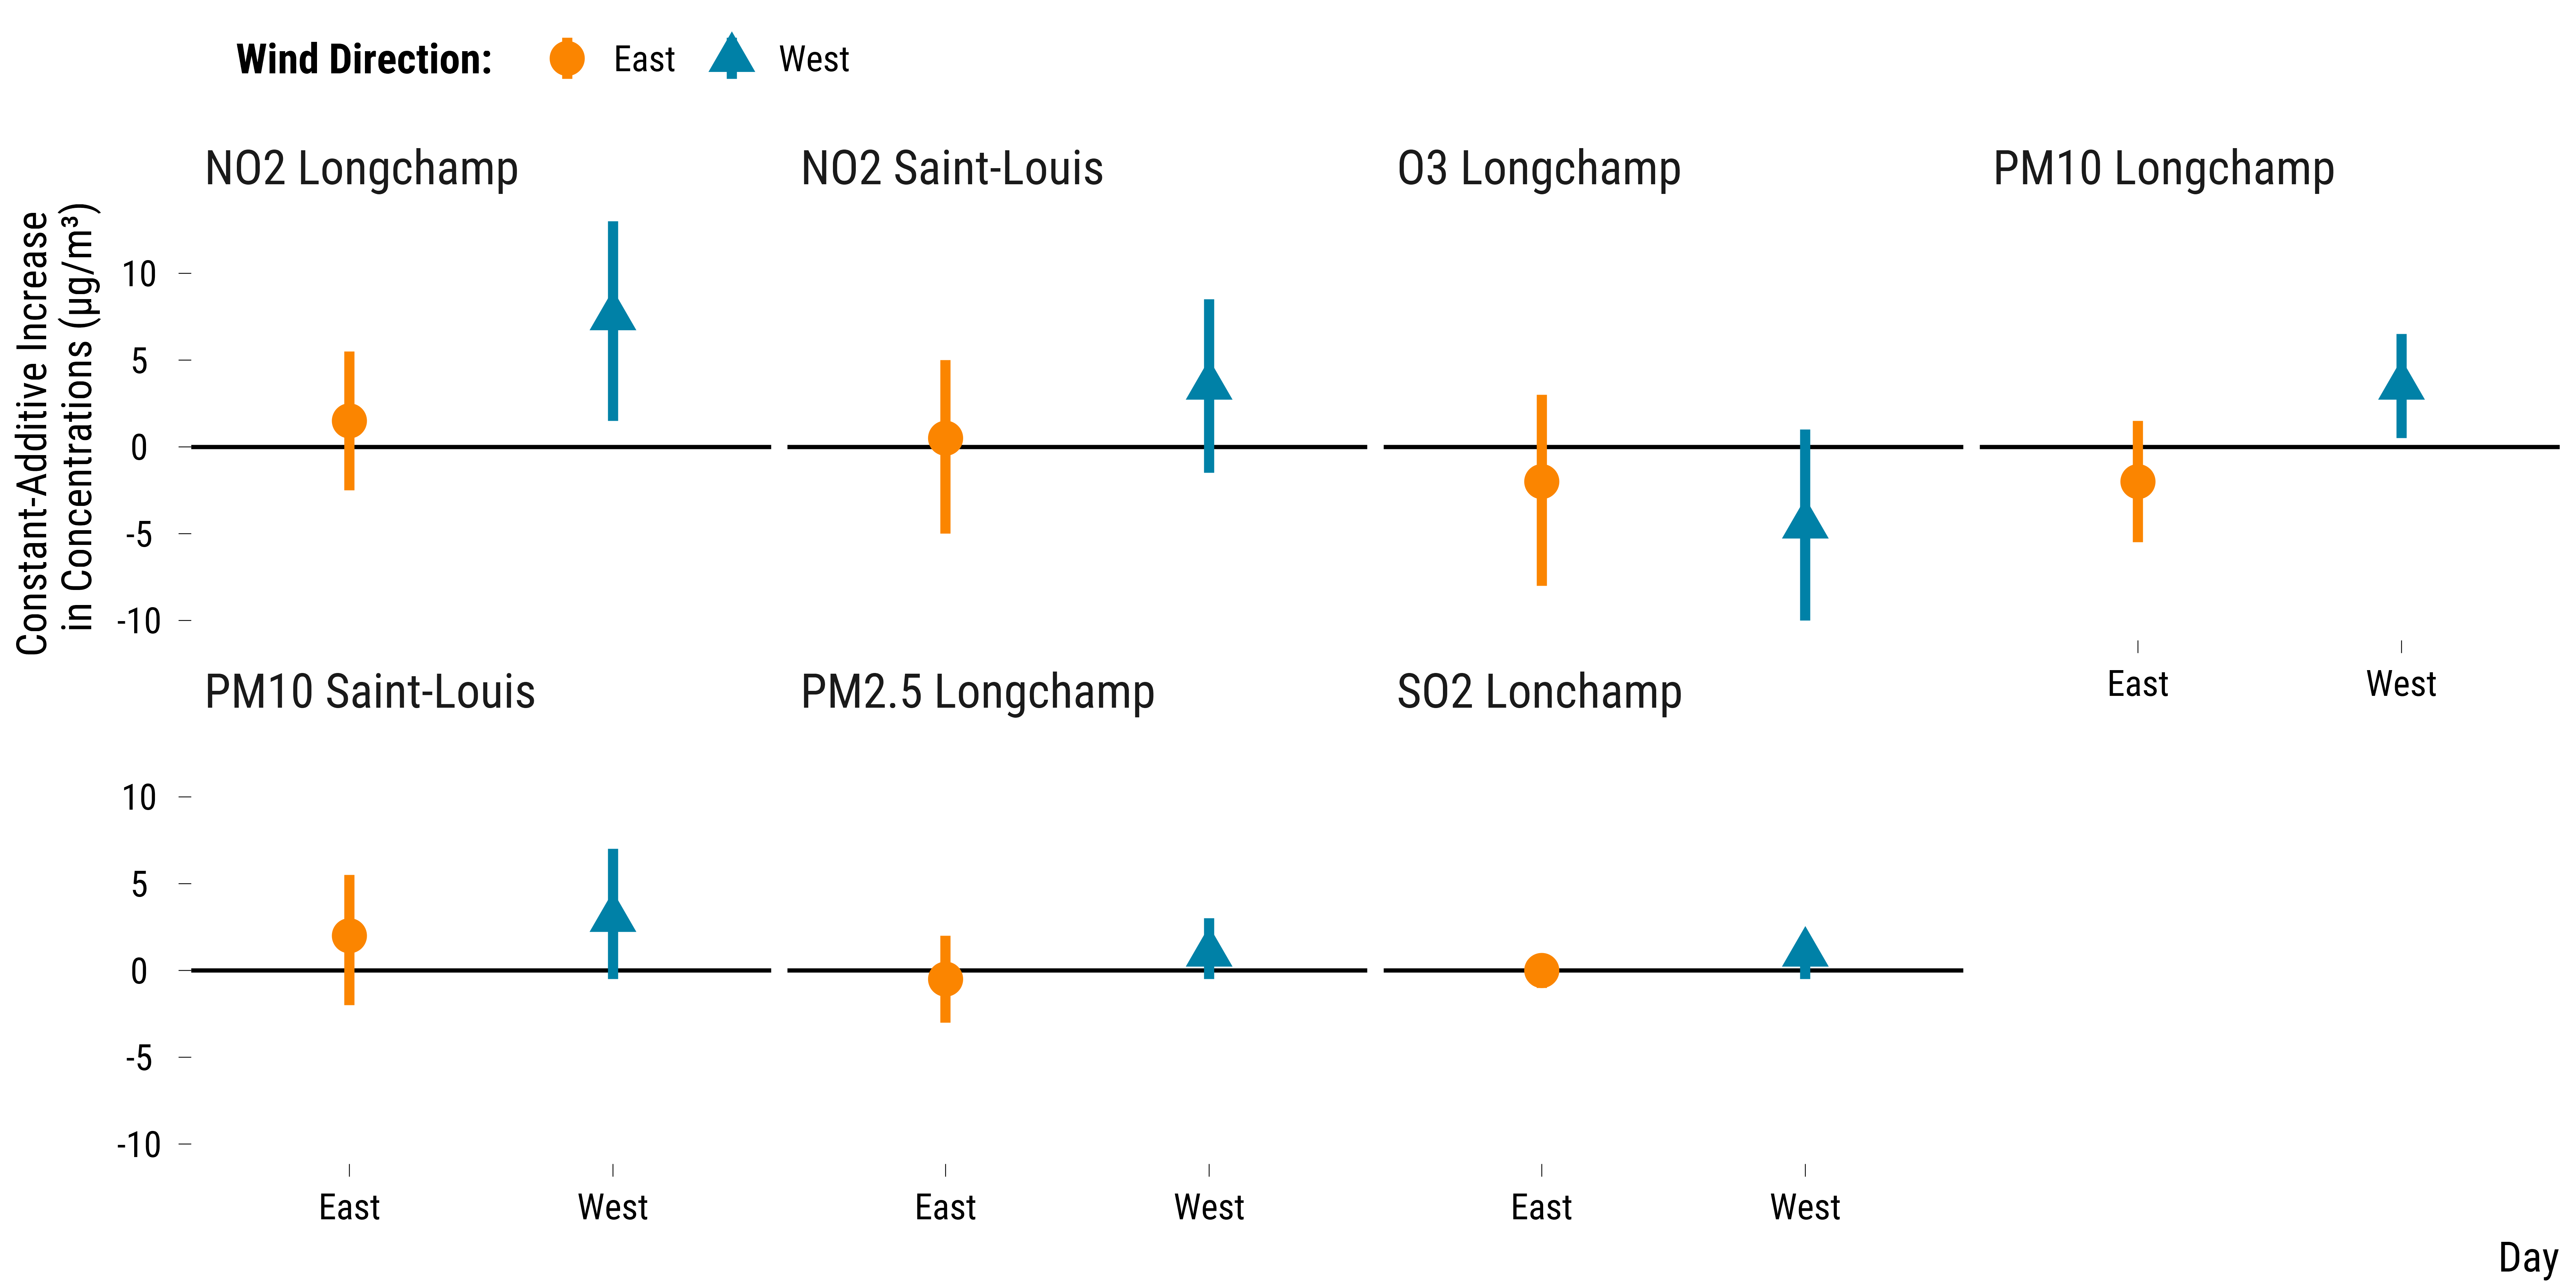 Wind Direction: East West
NO2 Longchamp
NO2 Saint-Louis
O3 Longchamp
PM10 Longchamp
Constant-Additive Increase
in Concentrations (µg/m³)
10
5
0
-5
-10
East
West
PM10 Saint-Louis
PM2.5 Longchamp
SO2 Lonchamp
10
5
0
-5
-10
East
West
East
West
East
West
Day